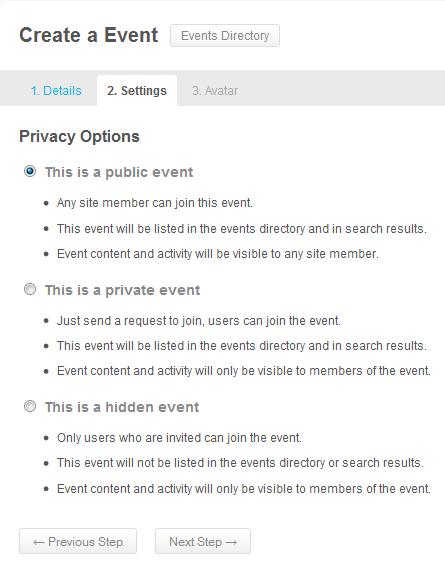 Create a Event
Events Directory
1. Details 2. Settings 3. Avatar
Privacy Options
This is a public event
• Any site member can join this event.
• This event will be listed in the events directory and in search results.
• Event content and activity will be visible to any site member.
This is a private event
• Just send a request to join, users can join the event.
• This event will be listed in the events directory and in search results.
• Event content and activity will only be visible to members of the event.
This is a hidden event
• Only users who are invited can join the event.
• This event will not be listed in the events directory or search results.
• Event content and activity will only be visible to members of the event.
← Previous Step Next Step →